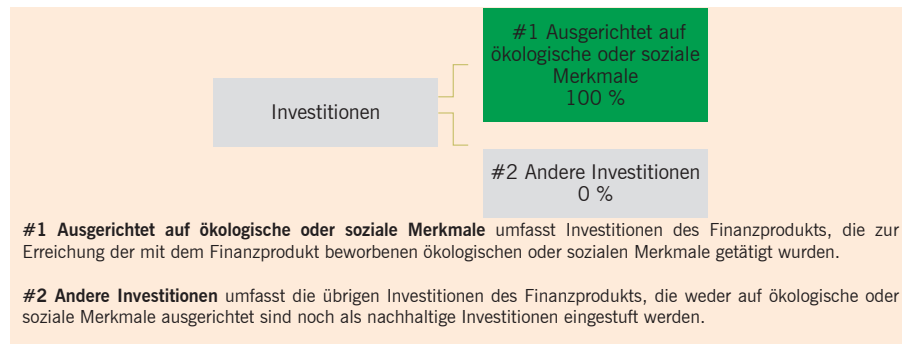 #1 Ausgerichtet auf
ökologische oder soziale
Merkmale
100 %
Investitionen
#2 Andere Investitionen
0 %
#1 Ausgerichtet auf ökologische oder soziale Merkmale umfasst Investitionen des Finanzprodukts, die zur
Erreichung der mit dem Finanzprodukt beworbenen ökologischen oder sozialen Merkmale getätigt wurden.
#2 Andere Investitionen umfasst die übrigen Investitionen des Finanzprodukts, die weder auf ökologische oder
soziale Merkmale ausgerichtet sind noch als nachhaltige Investitionen eingestuft werden.